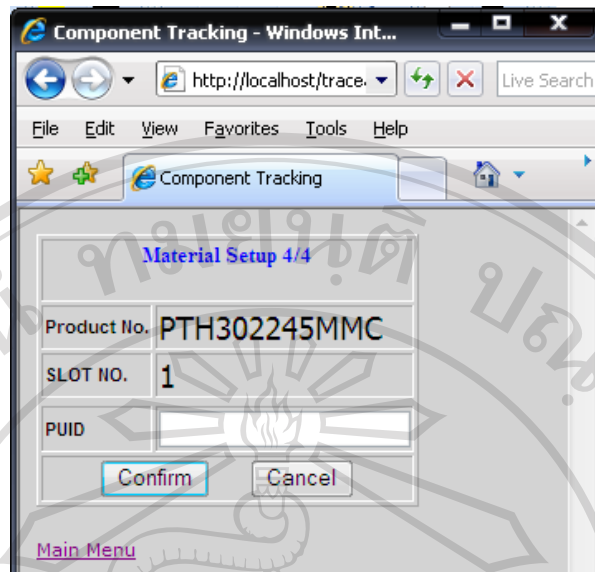 Component Tracking - Windows Int...
http://localhost/trace.
Live Search
File Edit View Favorites Tools Help
Component Tracking
Material Setup 4/4
Product No. PTH302245MMC
SLOT NO. 1
PUID
Confirm Cancel
Main Menu